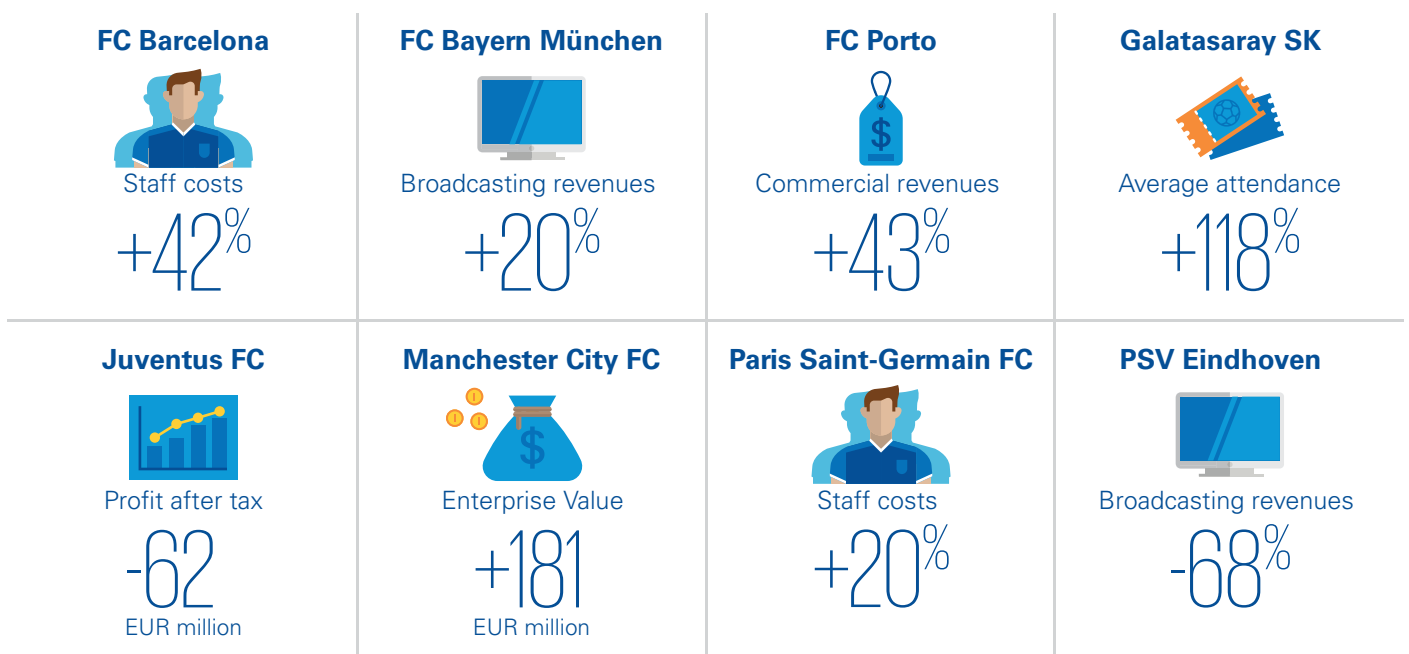 FC Barcelona
Staff costs
+42%
FC Bayern München
Broadcasting revenues
+20%
FC Porto
$
Commercial revenues
+43%
Galatasaray SK
Average attendance
+118%
Juventus FC
Profit after tax
-62
EUR million
Manchester City FC
$
Enterprise Value
+181
EUR million
Paris Saint-Germain FC
Staff costs
+20%
PSV Eindhoven
Broadcasting revenues
-68%